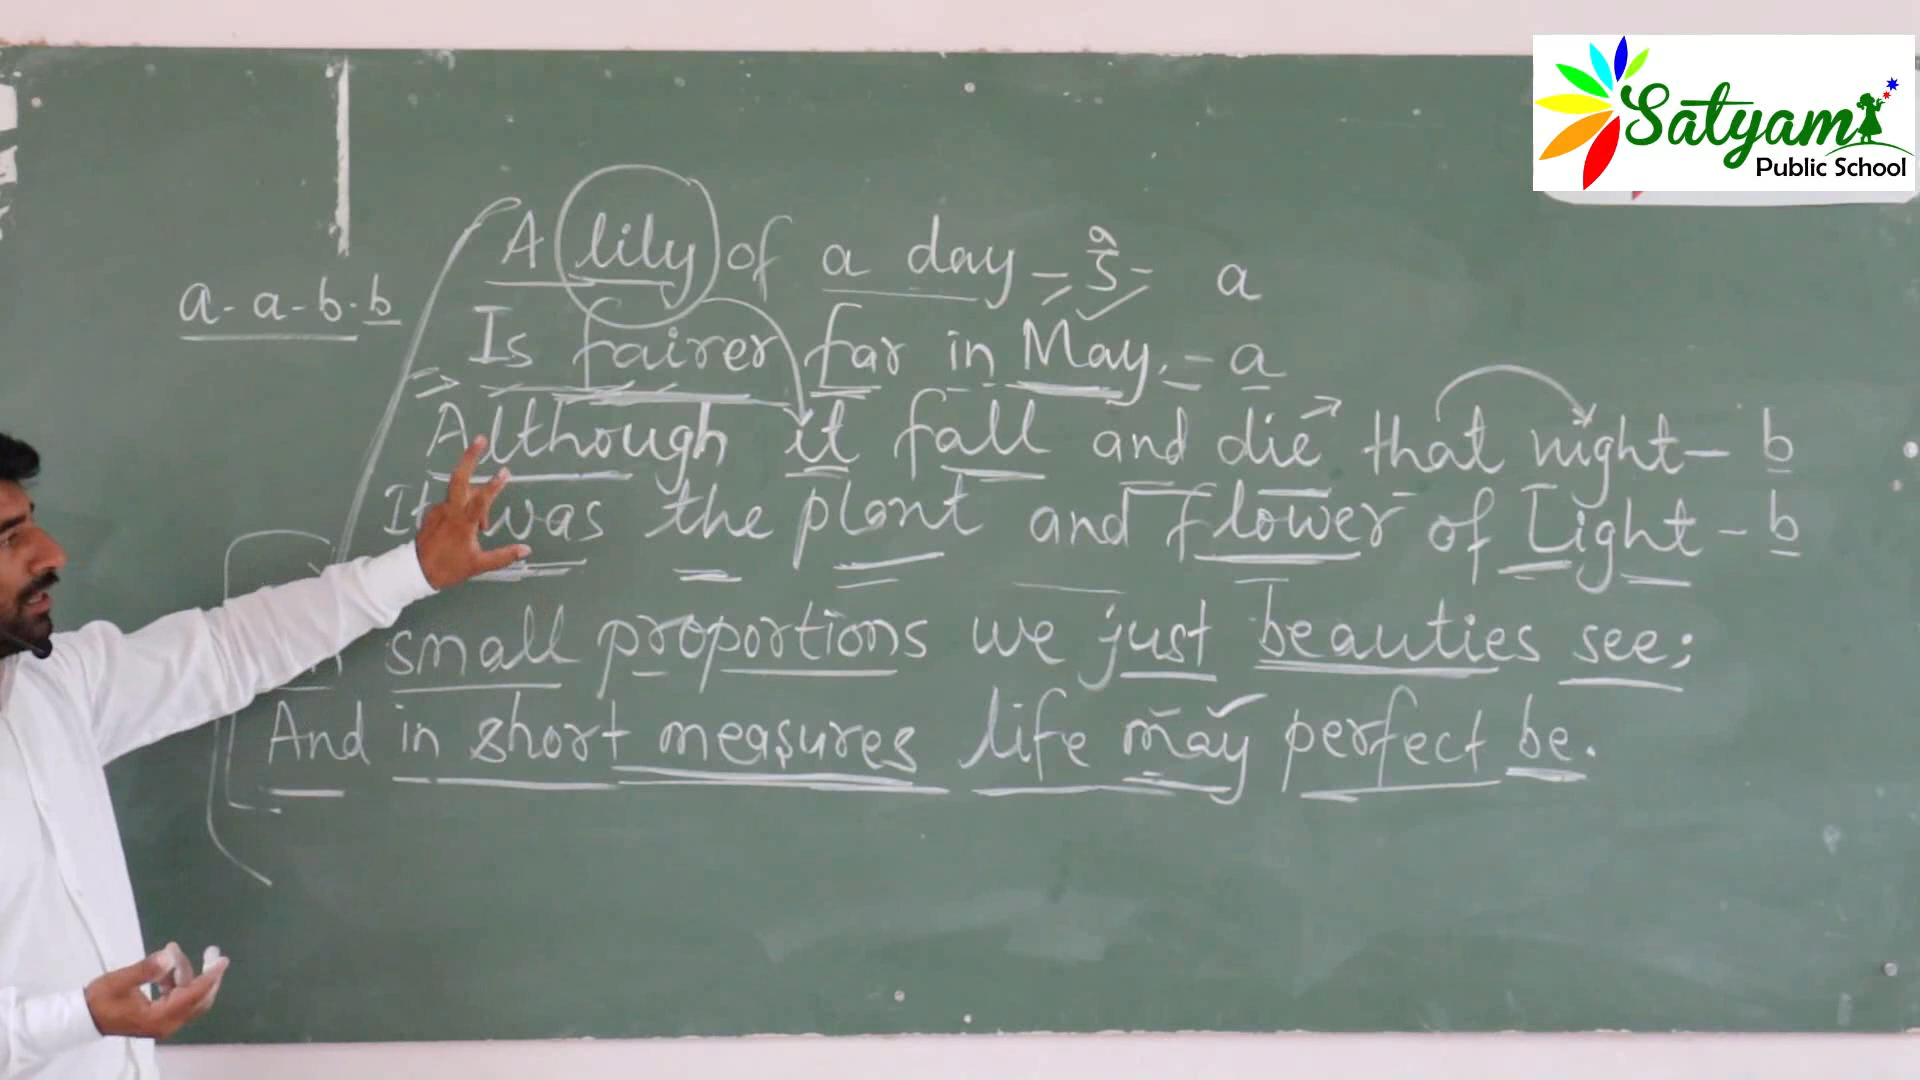 Satyam
Public School
a-a-b-b
A lily of a day - a
Is fairer far in May. - a
Although it fall and die that night - b
It was the plant and flower of Light - b
small proportions we just beauties see;
And in short measures life may perfect be.